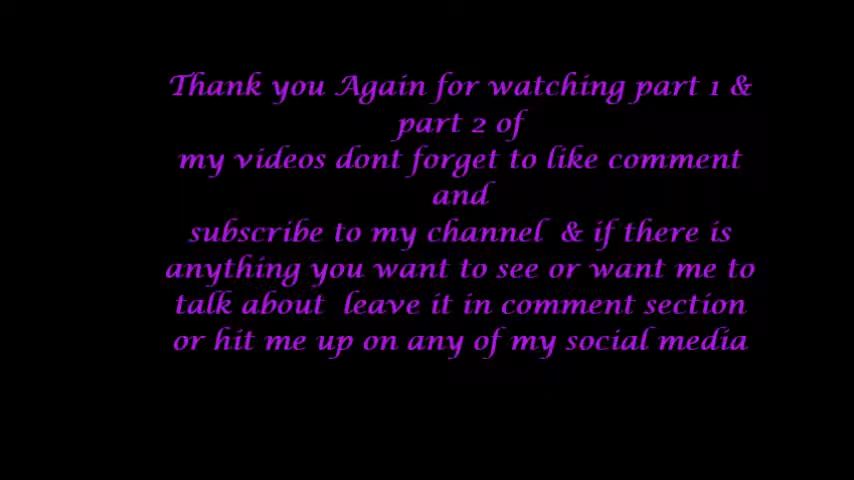 Thank you Again for watching part 1 &
part 2 of
my videos dont forget to like comment
and
subscribe to my channel & if there is
anything you want to see or want me to
talk about leave it in comment section
or hit me up on any of my social media